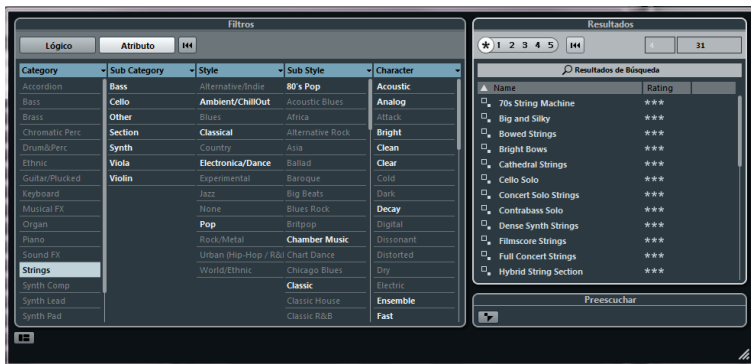 Filtros
Lógico Atributo
Category Sub Category Style Sub Style Character
Accordion Bass Alternative/Indie 80's Pop Acoustic
Bass Cello Ambient/ChillOut Acoustic Blues Analog
Brass Other Blues Africa Attack
Chromatic Perc Section Classical Alternative Rock Bright
Drum&Perc Synth Country Asia Clean
Ethnic Viola Electronica/Dance Ballad Clear
Guitar/Plucked Violin Experimental Baroque Cold
Keyboard Jazz Big Beats Dark
Musical FX None Blues Rock Decay
Organ Pop Britpop Digital
Piano Rock/Metal Chamber Music Dissonant
Sound FX Urban (Hip-Hop / R&I Chart Dance Distorted
Strings World/Ethnic Chicago Blues Dry
Synth Comp Classic Electric
Synth Lead Classic House Ensemble
Synth Pad Classic R&B Fast
Resultados
* 1 2 3 4 5 31
Resultados de Búsqueda
Name Rating
70s String Machine ***
Big and Silky ***
Bowed Strings ***
Bright Bows ***
Cathedral Strings ***
Cello Solo ***
Concert Solo Strings ***
Contrabass Solo ***
Dense Synth Strings ***
Filmscore Strings ***
Full Concert Strings ***
Hybrid String Section ***
Preescuchar